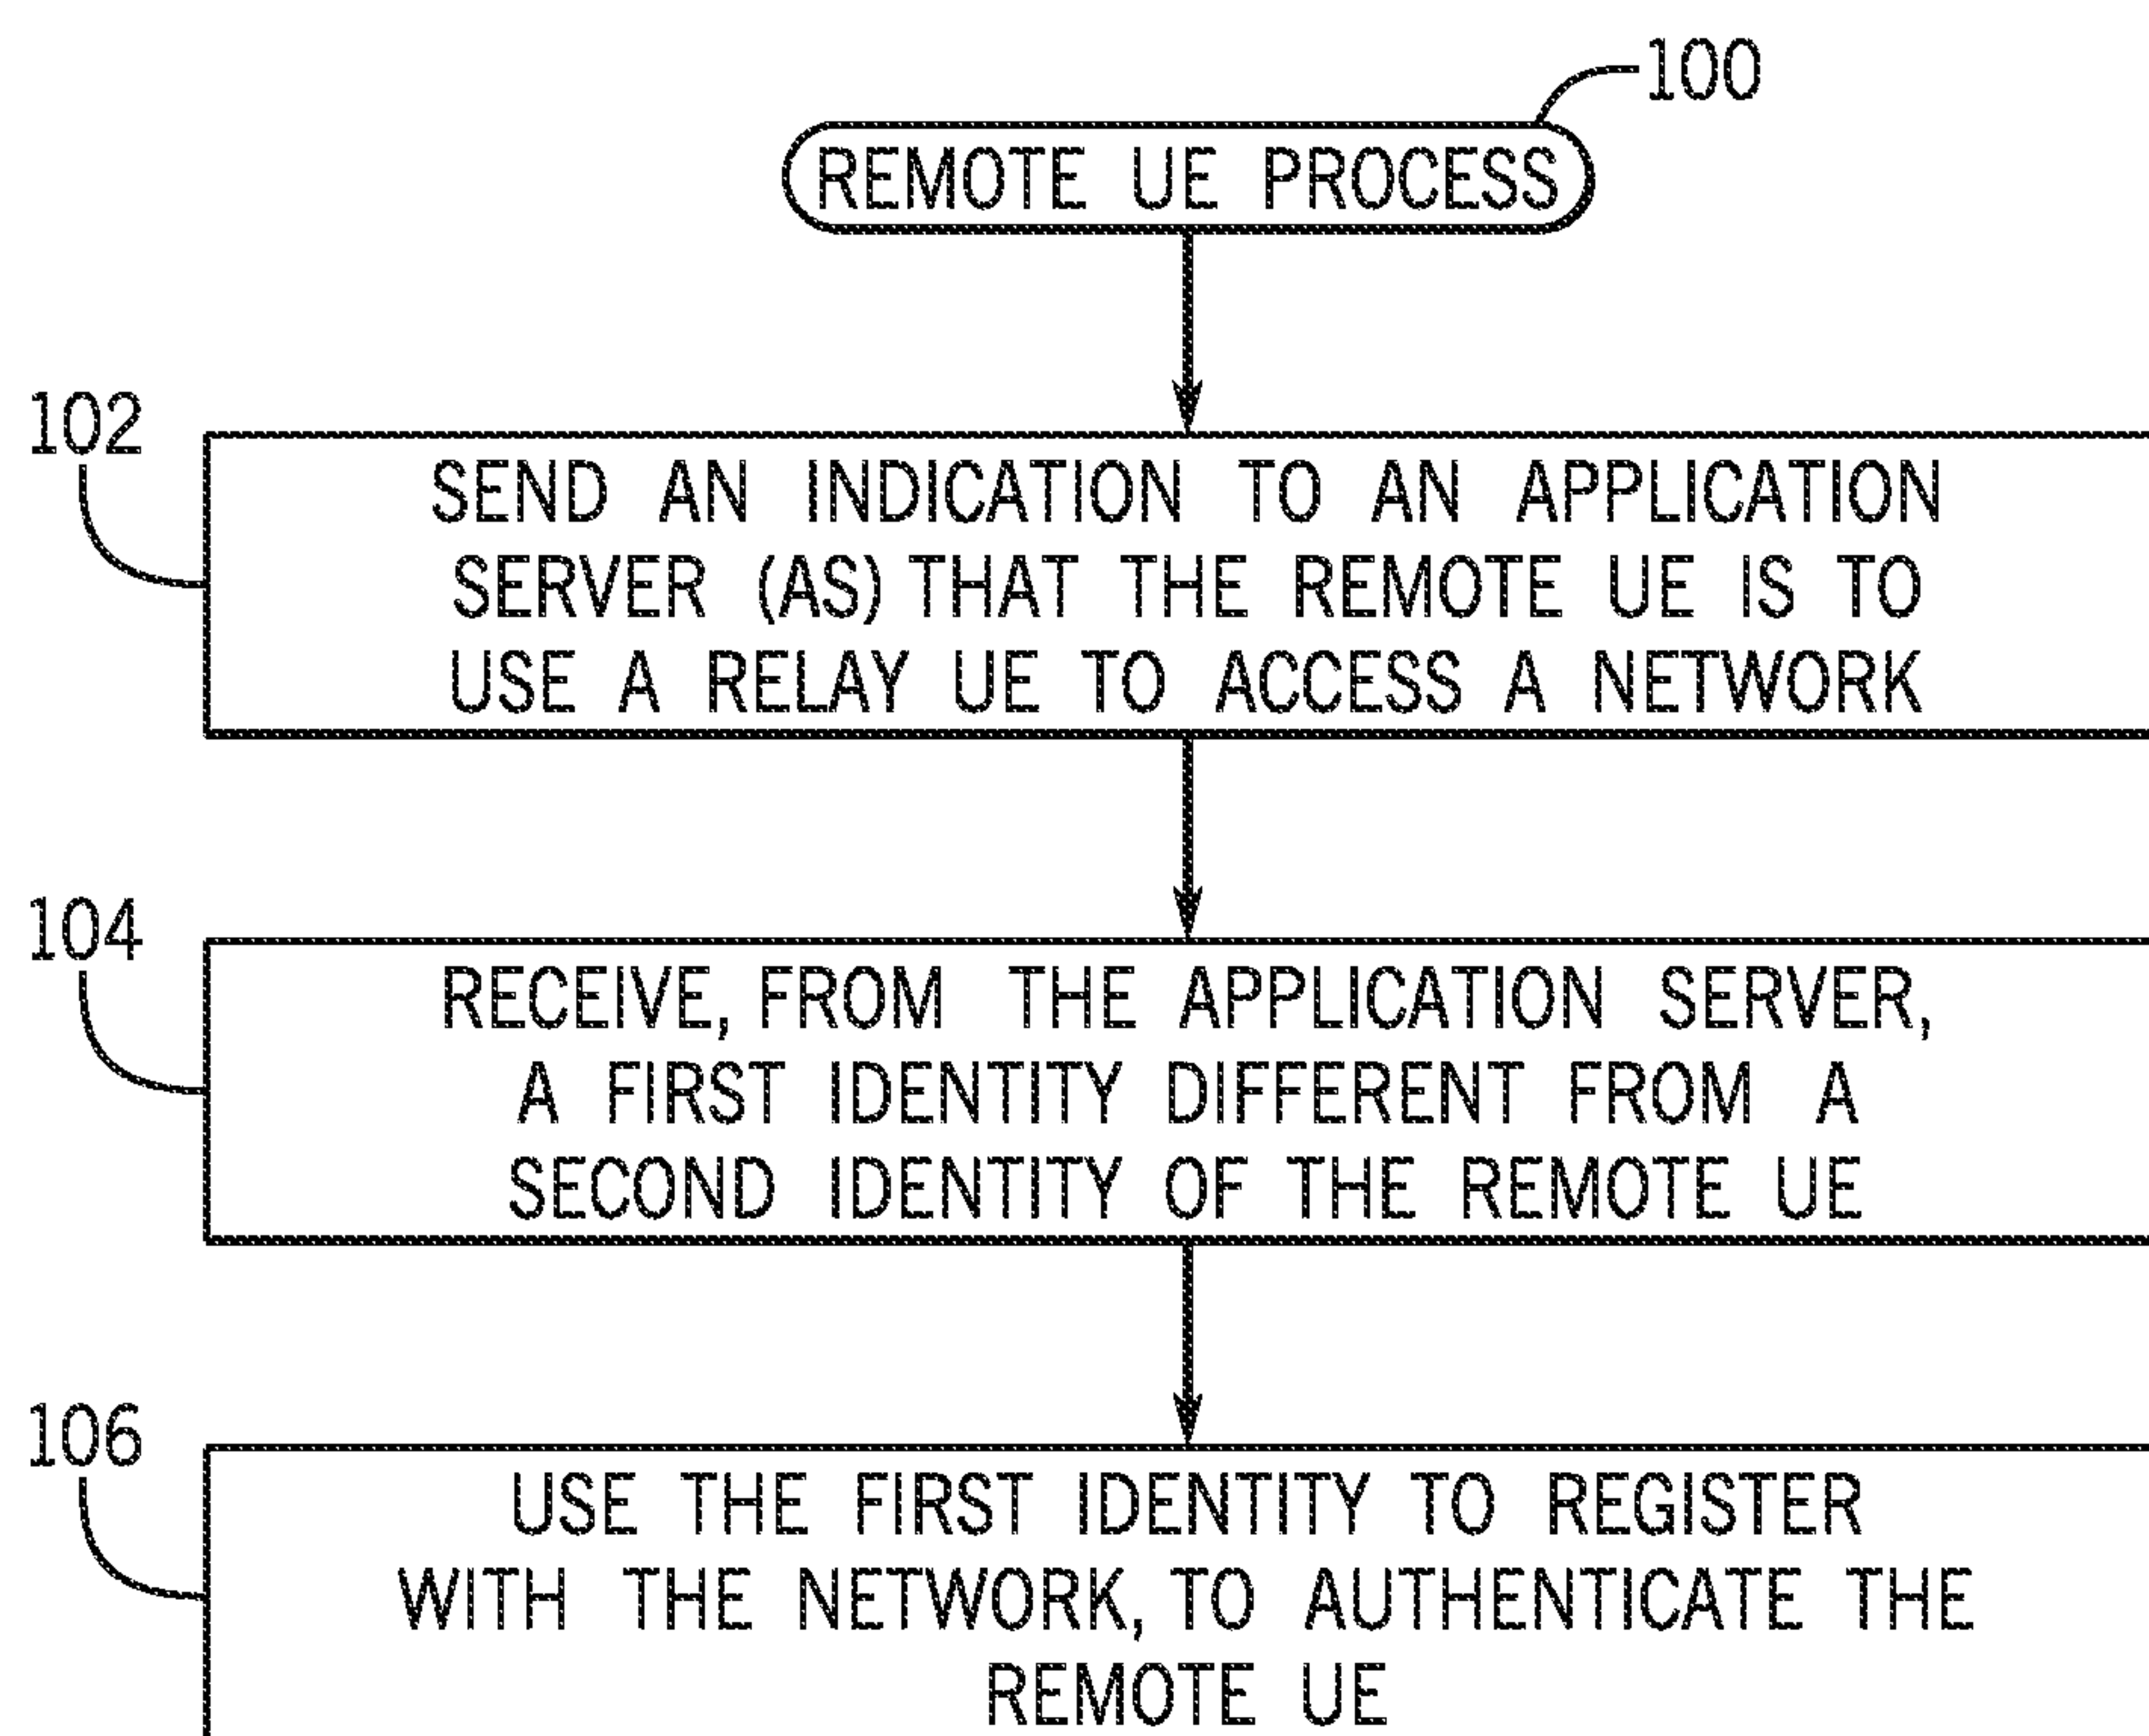 100
REMOTE UE PROCESS
102
SEND AN INDICATION TO AN APPLICATION
SERVER (AS) THAT THE REMOTE UE IS TO
USE A RELAY UE TO ACCESS A NETWORK
104
RECEIVE, FROM THE APPLICATION SERVER,
A FIRST IDENTITY DIFFERENT FROM A
SECOND IDENTITY OF THE REMOTE UE
106
USE THE FIRST IDENTITY TO REGISTER
WITH THE NETWORK, TO AUTHENTICATE THE
REMOTE UE